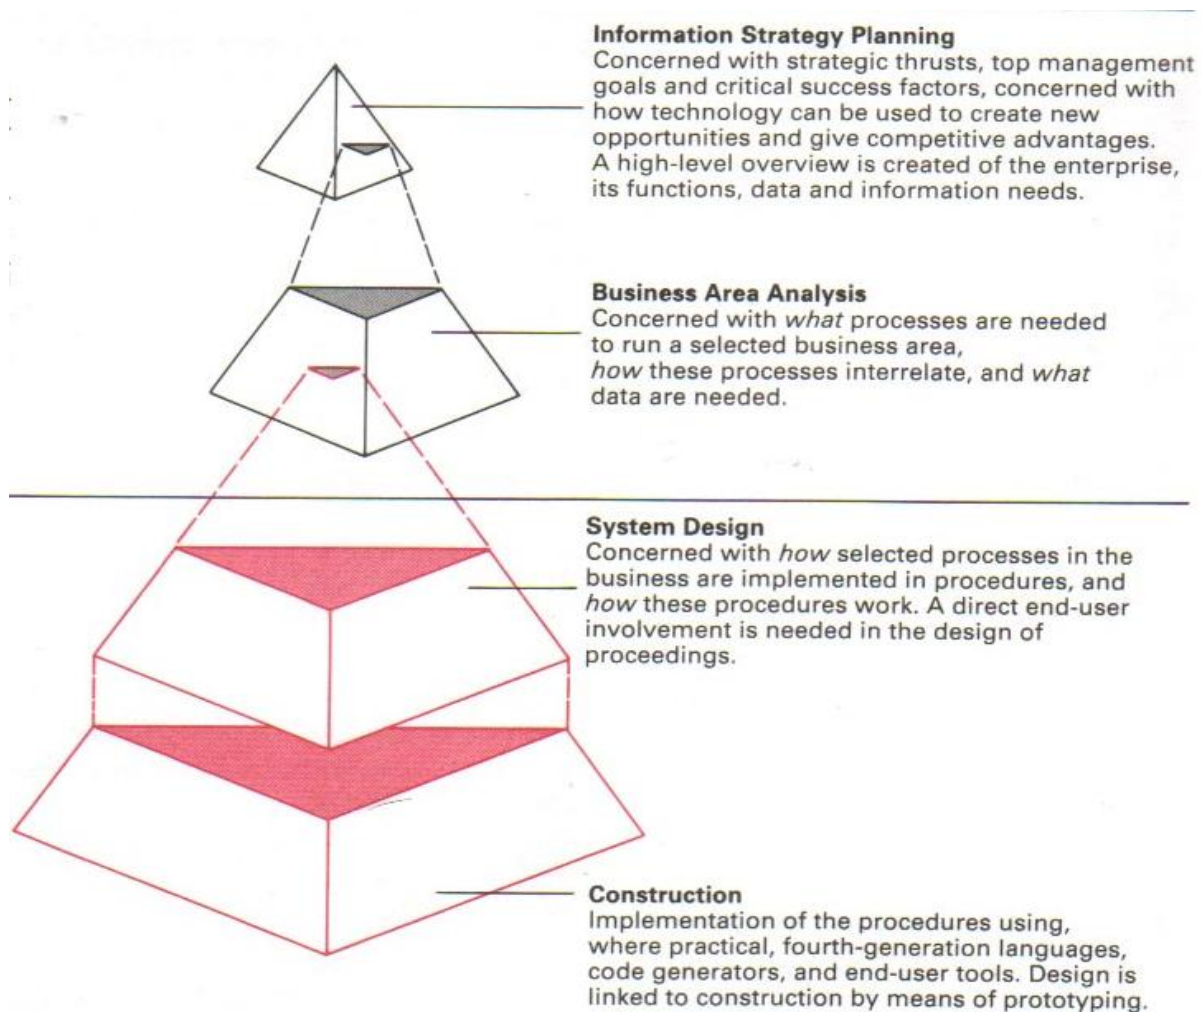 Information Strategy Planning
Concerned with strategic thrusts, top management
goals and critical success factors, concerned with
how technology can be used to create new
opportunities and give competitive advantages.
A high-level overview is created of the enterprise,
its functions, data and information needs.
Business Area Analysis
Concerned with what processes are needed
to run a selected business area,
how these processes interrelate, and what
data are needed.
System Design
Concerned with how selected processes in the
business are implemented in procedures, and
how these procedures work. A direct end-user
involvement is needed in the design of
proceedings.
Construction
Implementation of the procedures using,
where practical, fourth-generation languages,
code generators, and end-user tools. Design is
linked to construction by means of prototyping.